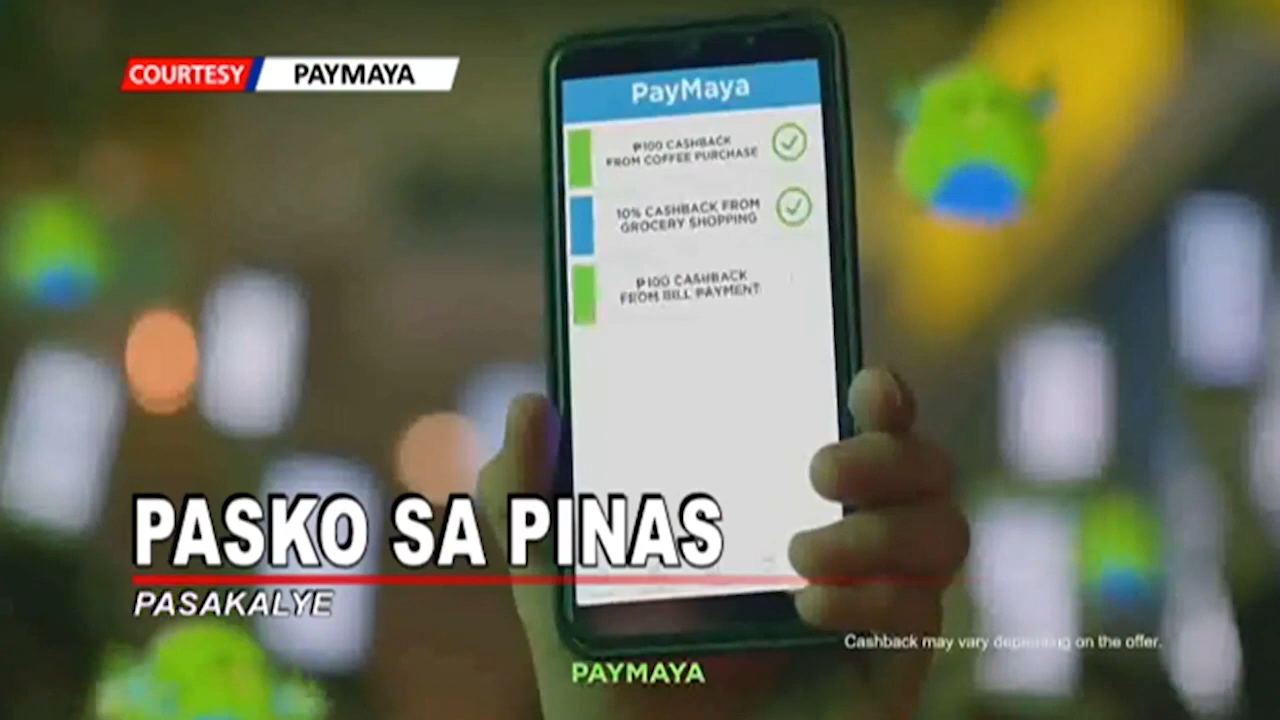 COURTESY PAYMAYA
PayMaya
₱100 CASHBACK
FROM COFFEE PURCHASE
10% CASHBACK FROM
GROCERY SHOPPING
₱100 CASHBACK
FROM BILL PAYMENT
PASKO SA PINAS
PASAKALYE
Cashback may vary depending on the offer.
PAYMAYA